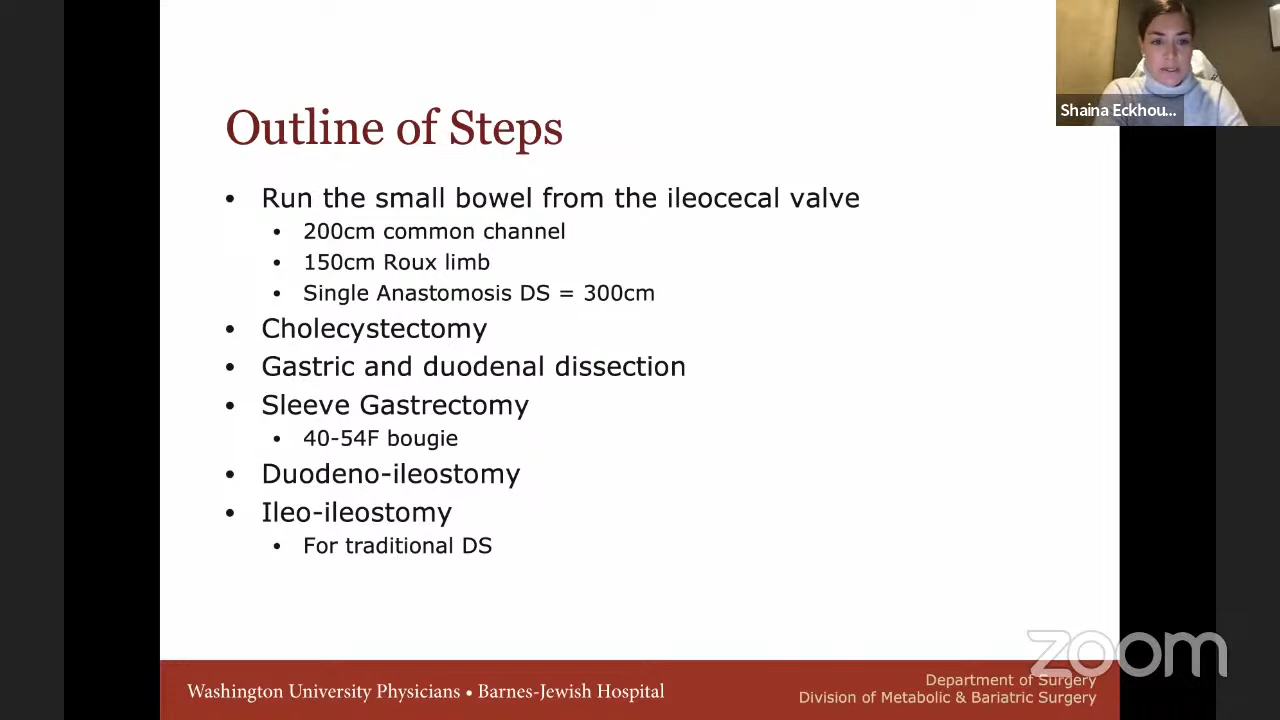 Shaina Eckhou...
Outline of Steps
• Run the small bowel from the ileocecal valve
• 200cm common channel
• 150cm Roux limb
• Single Anastomosis DS = 300cm
• Cholecystectomy
• Gastric and duodenal dissection
• Sleeve Gastrectomy
• 40-54F bougie
• Duodeno-ileostomy
• Ileo-ileostomy
• For traditional DS
zoom
Washington University Physicians • Barnes-Jewish Hospital
Department of Surgery
Division of Metabolic & Bariatric Surgery